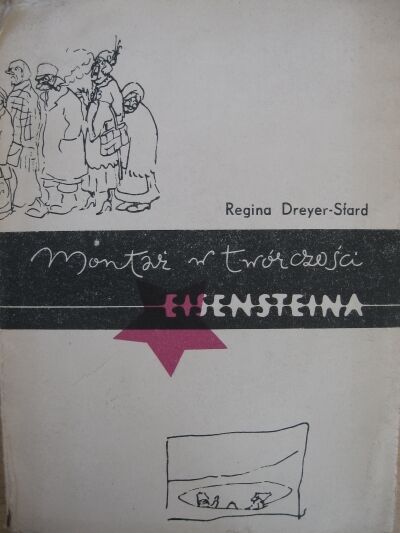 Regina Dreyer-Sfard
Montaż w twórczości
EISENSTEINA